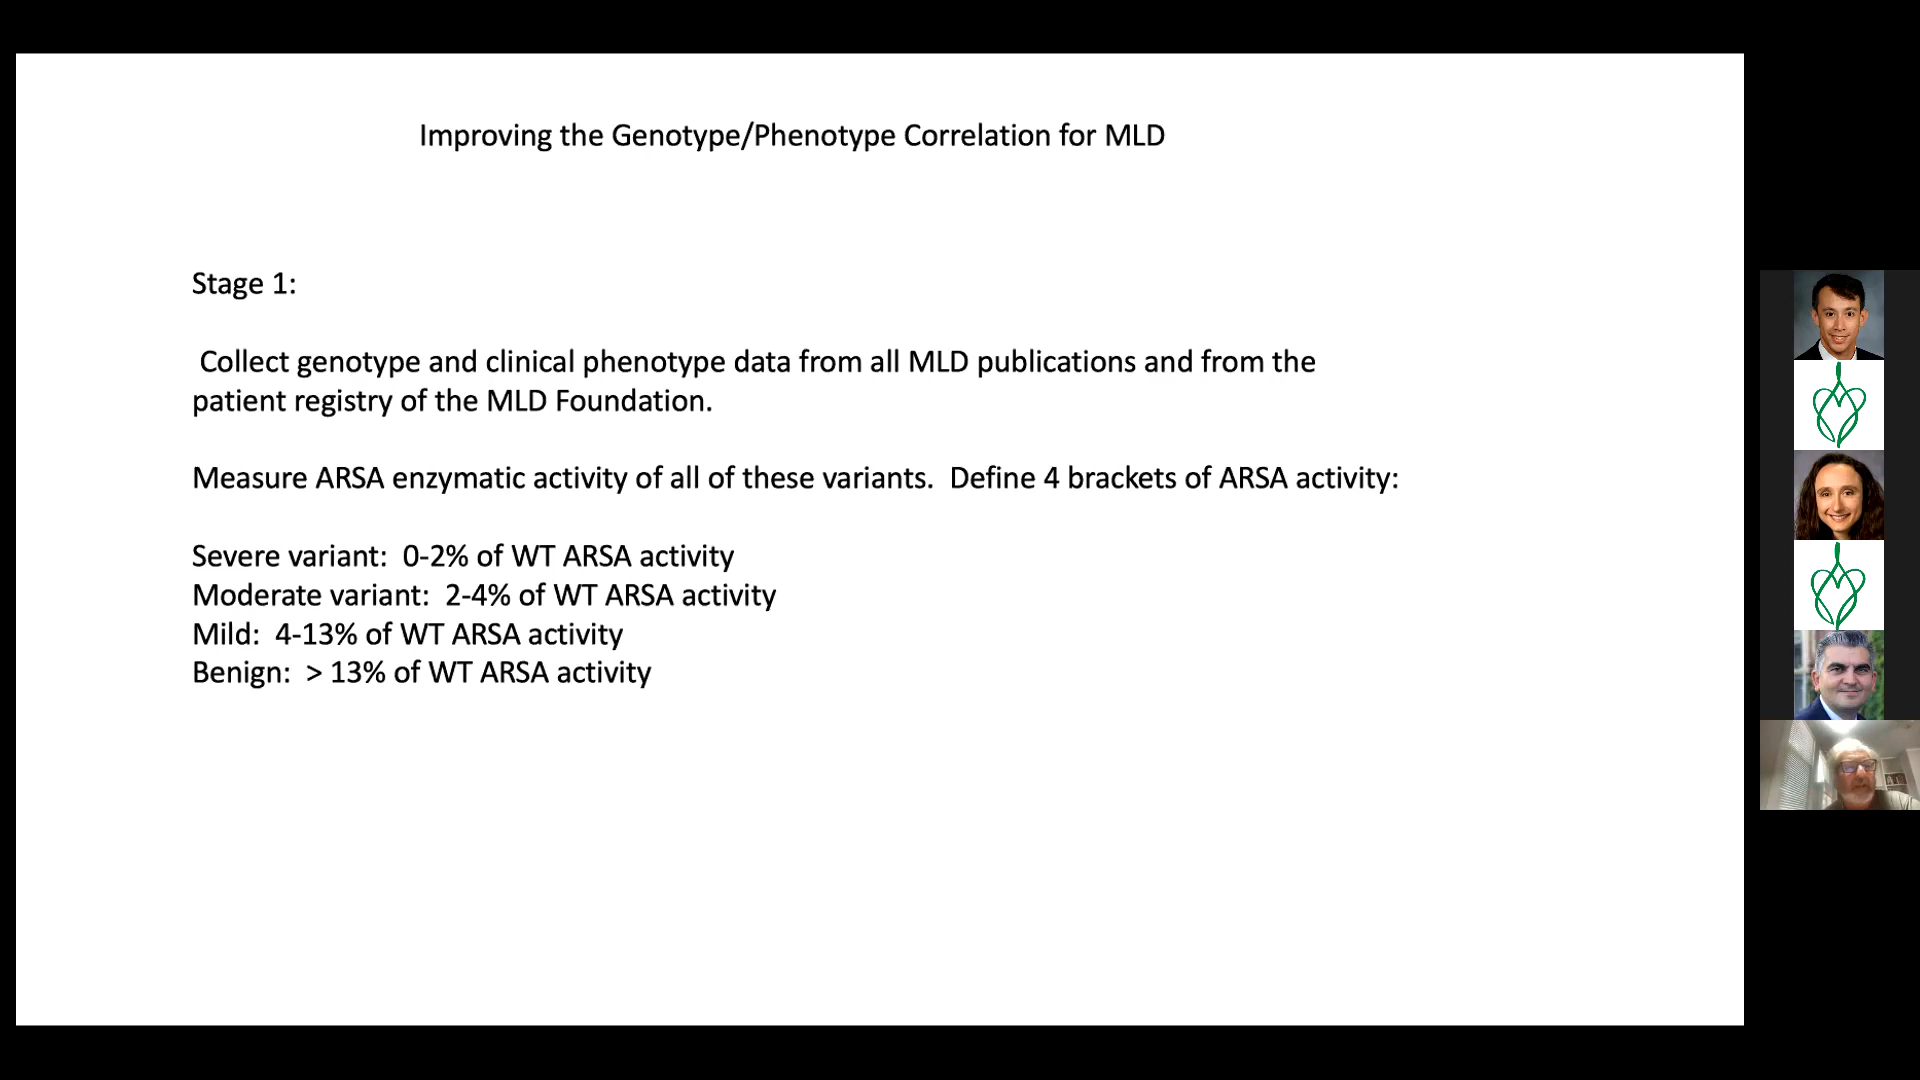 Improving the Genotype/Phenotype Correlation for MLD
Stage 1:
Collect genotype and clinical phenotype data from all MLD publications and from the
patient registry of the MLD Foundation.
Measure ARSA enzymatic activity of all of these variants.  Define 4 brackets of ARSA activity:
Severe variant:  0-2% of WT ARSA activity
Moderate variant:  2-4% of WT ARSA activity
Mild:  4-13% of WT ARSA activity
Benign:  > 13% of WT ARSA activity